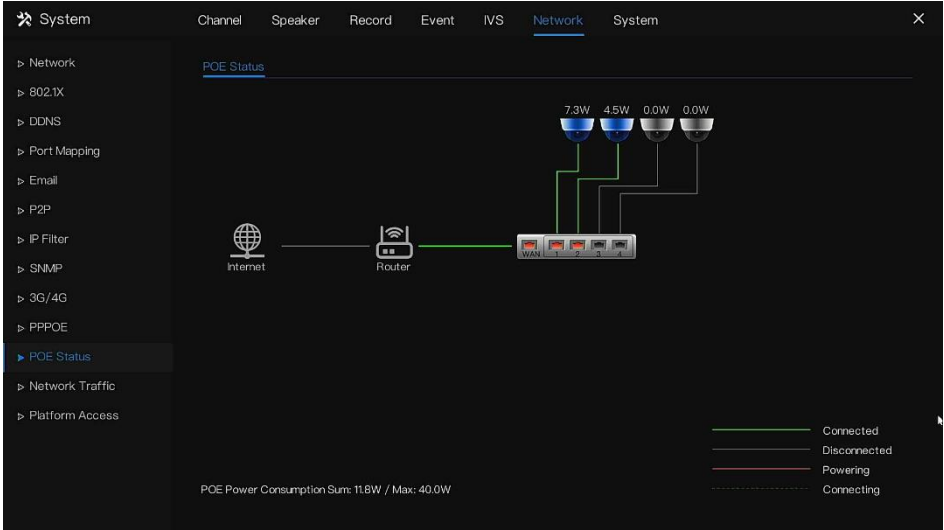 System
Channel Speaker Record Event IVS Network System
Network
802.1X
DDNS
Port Mapping
Email
P2P
IP Filter
SNMP
3G/4G
PPPOE
POE Status
Network Traffic
Platform Access
POE Status
7.3W 4.5W 0.0W 0.0W
Internet
Router
WAN 1 2 3 4
Connected
Disconnected
Powering
Connecting
POE Power Consumption Sum: 11.8W / Max: 40.0W